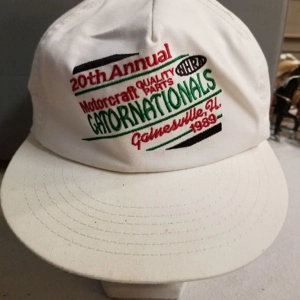 20th Annual
NHRA
Motorcraft QUALITY PARTS
GATORNATIONALS
Gainesville, Fl.
1989